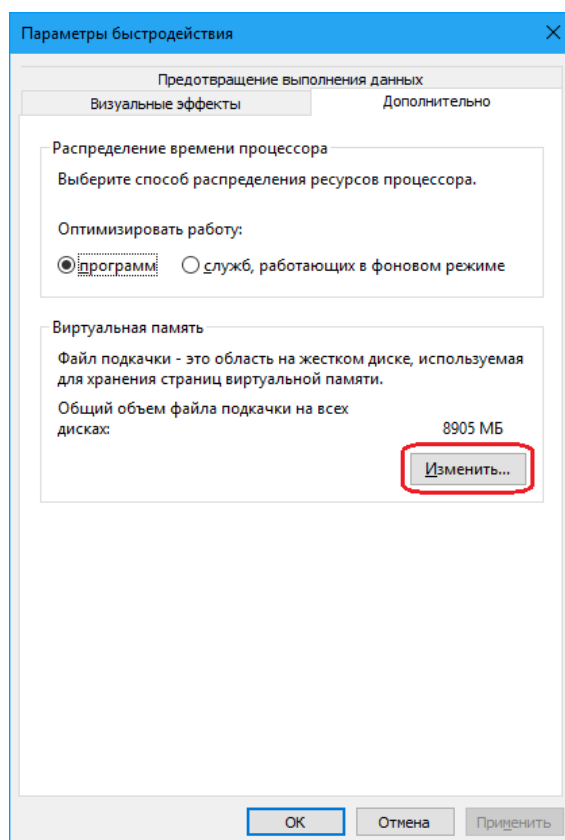 Параметры быстродействия
Предотвращение выполнения данных
Визуальные эффекты
Дополнительно
Распределение времени процессора
Выберите способ распределения ресурсов процессора.
Оптимизировать работу:
программ
служб, работающих в фоновом режиме
Виртуальная память
Файл подкачки - это область на жестком диске, используемая
для хранения страниц виртуальной памяти.
Общий объем файла подкачки на всех
дисках:
8905 МБ
Изменить...
ОК
Отмена
Применить